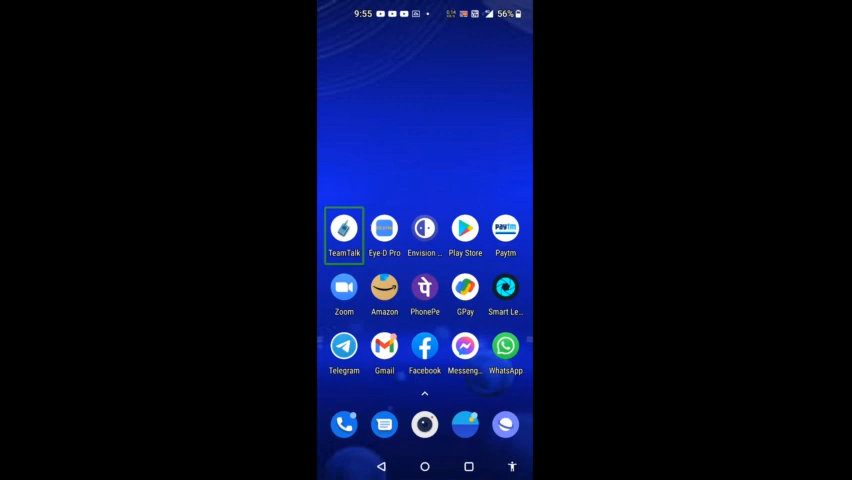 9:55 56%
TeamTalk Eye-D Pro Envision ... Play Store Paytm
Zoom Amazon PhonePe GPay Smart Le...
Telegram Gmail Facebook Messeng... WhatsApp